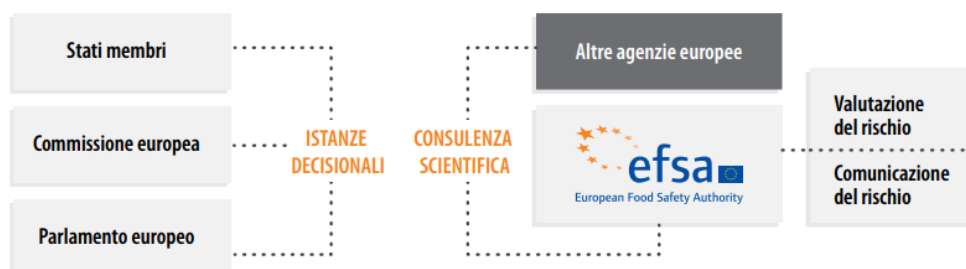 Stati membri
Commissione europea
Parlamento europeo
ISTANZE
DECISIONALI
CONSULENZA
SCIENTIFICA
Altre agenzie europee
efsa
European Food Safety Authority
Valutazione
del rischio
Comunicazione
del rischio